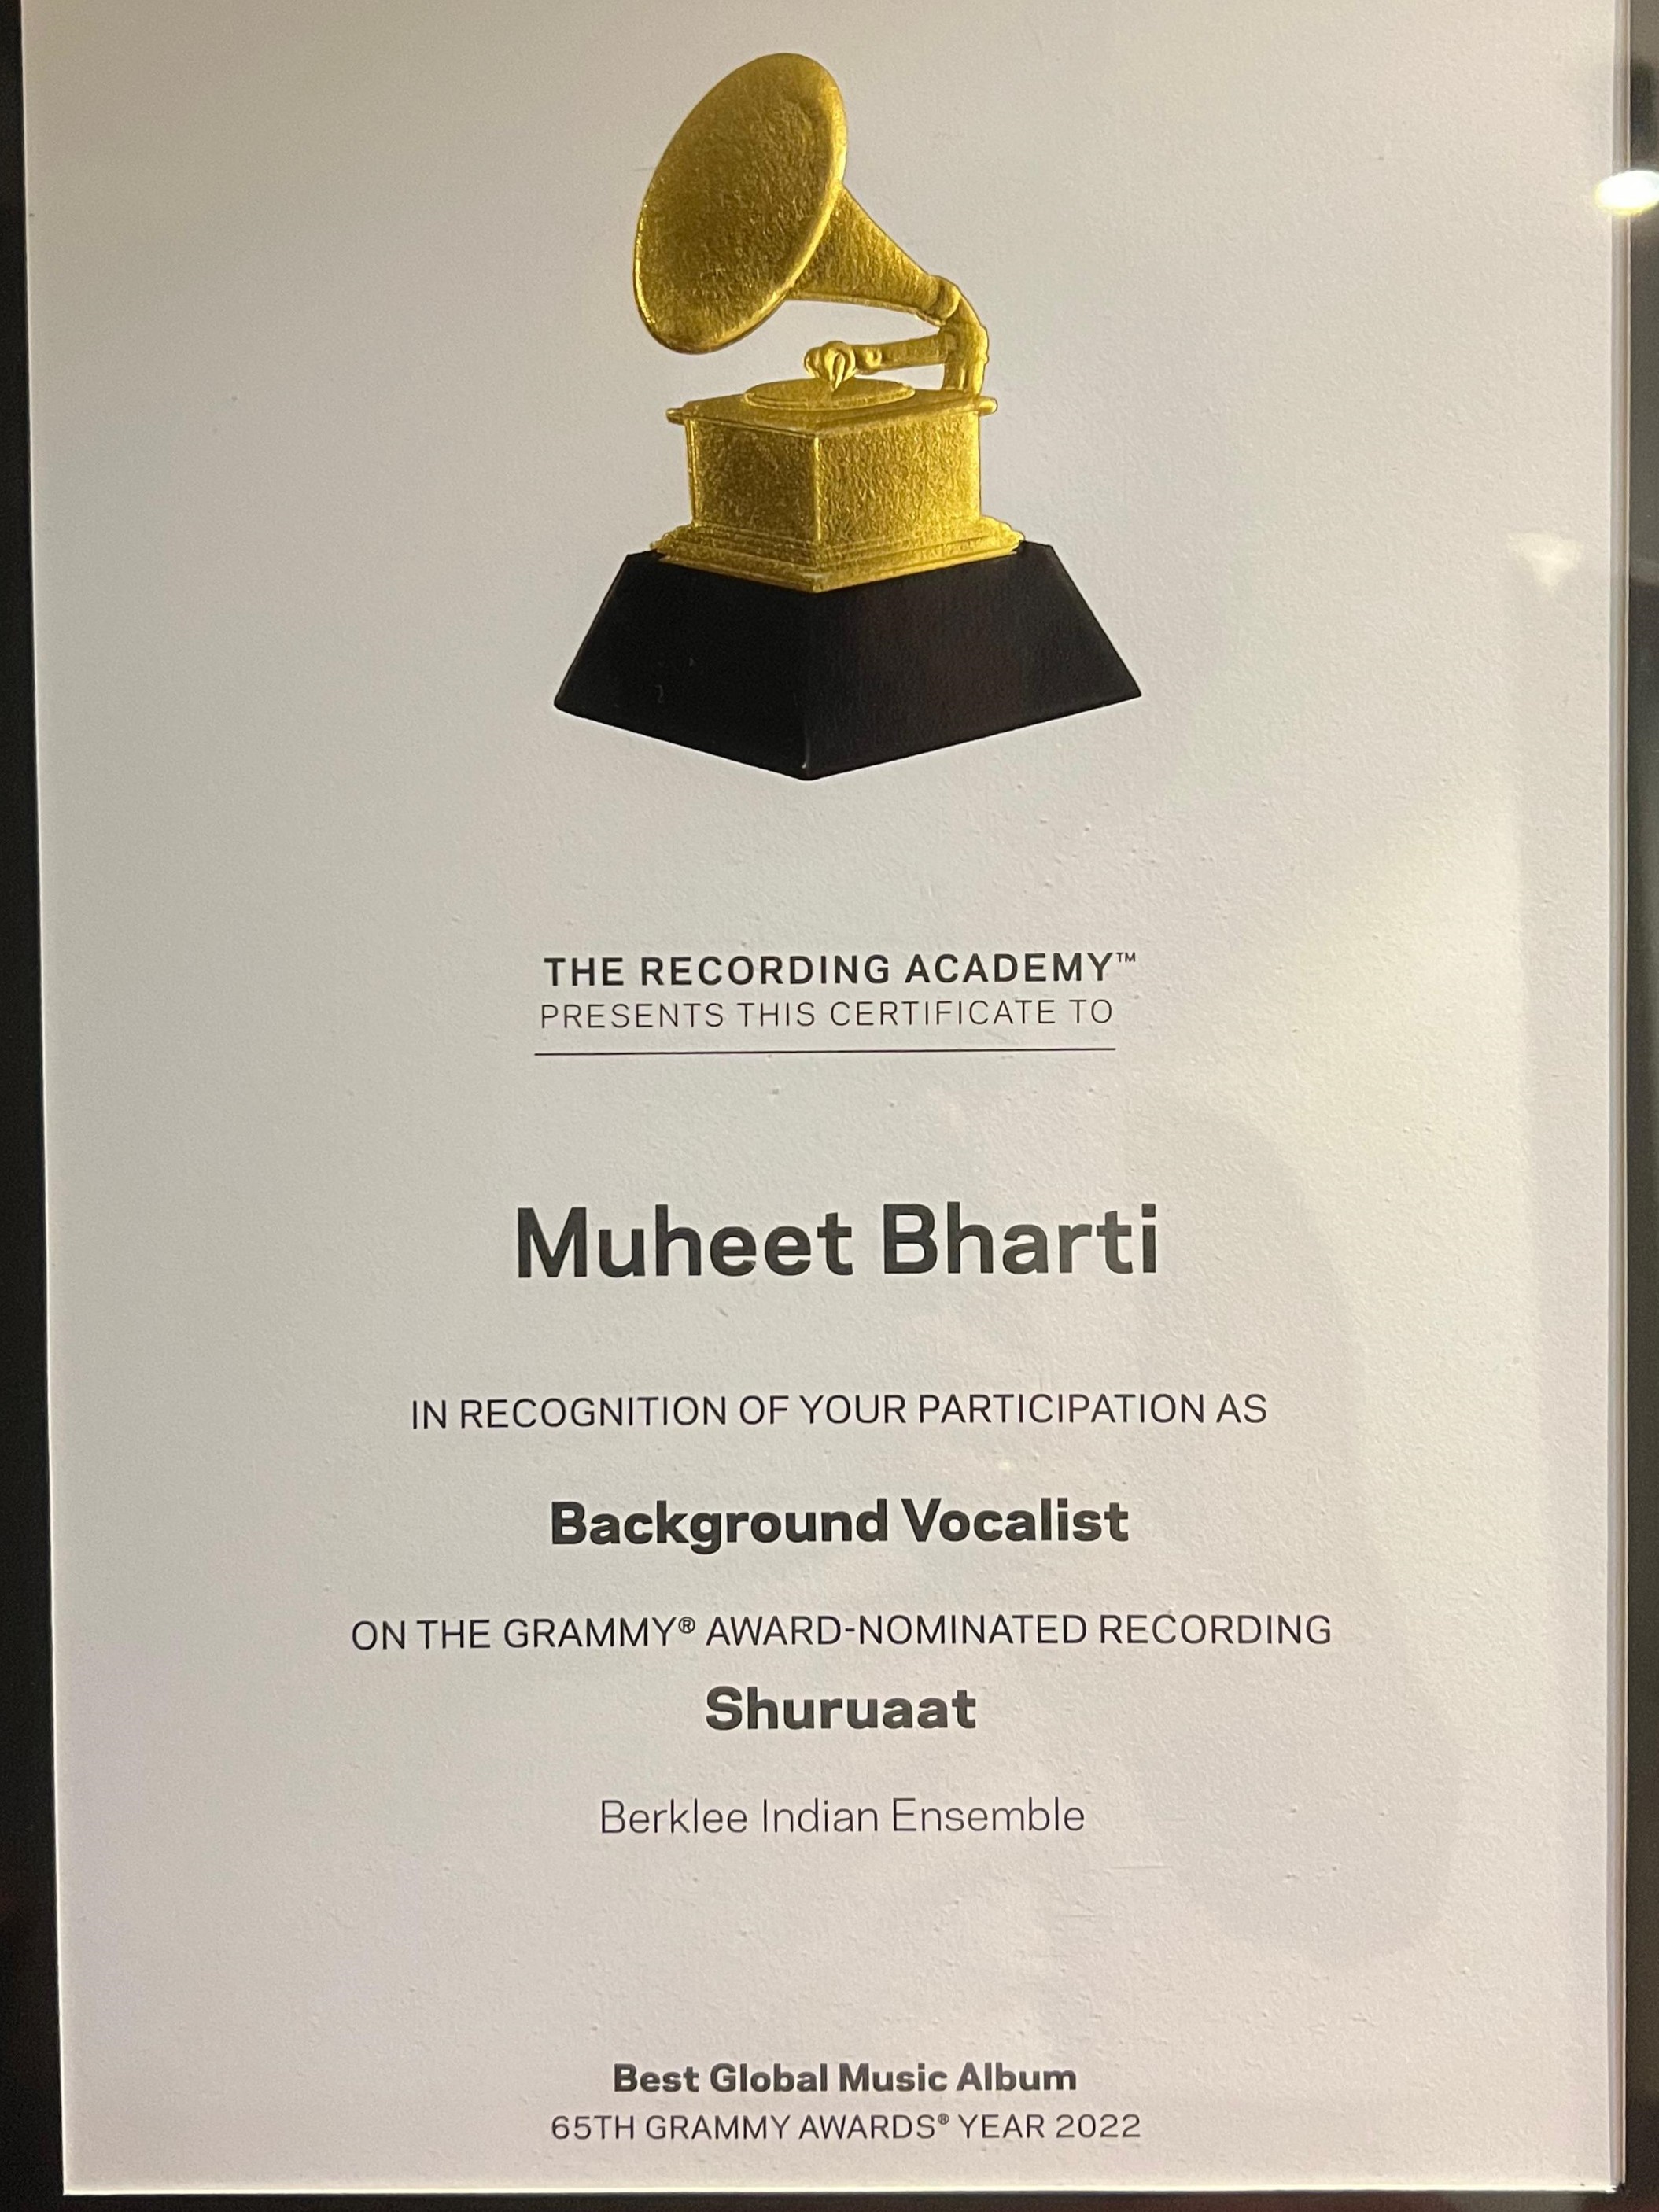 THE RECORDING ACADEMY™
PRESENTS THIS CERTIFICATE TO
Muheet Bharti
IN RECOGNITION OF YOUR PARTICIPATION AS
Background Vocalist
ON THE GRAMMY® AWARD-NOMINATED RECORDING
Shuruaat
Berklee Indian Ensemble
Best Global Music Album
65TH GRAMMY AWARDS® YEAR 2022